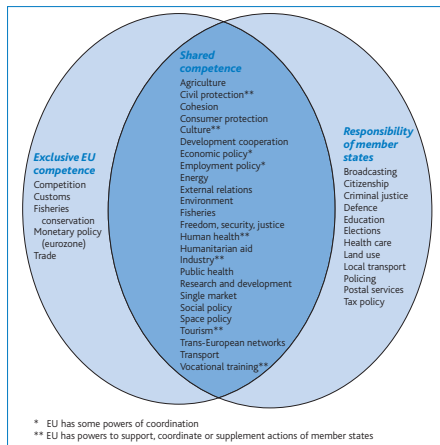 Shared
competence
Agriculture
Civil protection**
Cohesion
Consumer protection
Culture**
Development cooperation
Economic policy*
Employment policy*
Energy
External relations
Environment
Fisheries
Freedom, security, justice
Human health**
Humanitarian aid
Industry**
Public health
Research and development
Single market
Social policy
Space policy
Tourism**
Trans-European networks
Transport
Vocational training**
Exclusive EU
competence
Competition
Customs
Fisheries
conservation
Monetary policy
(eurozone)
Trade
Responsibility
of member
states
Broadcasting
Citizenship
Criminal justice
Defence
Education
Elections
Health care
Land use
Local transport
Policing
Postal services
Tax policy
* EU has some powers of coordination
** EU has powers to support, coordinate or supplement actions of member states